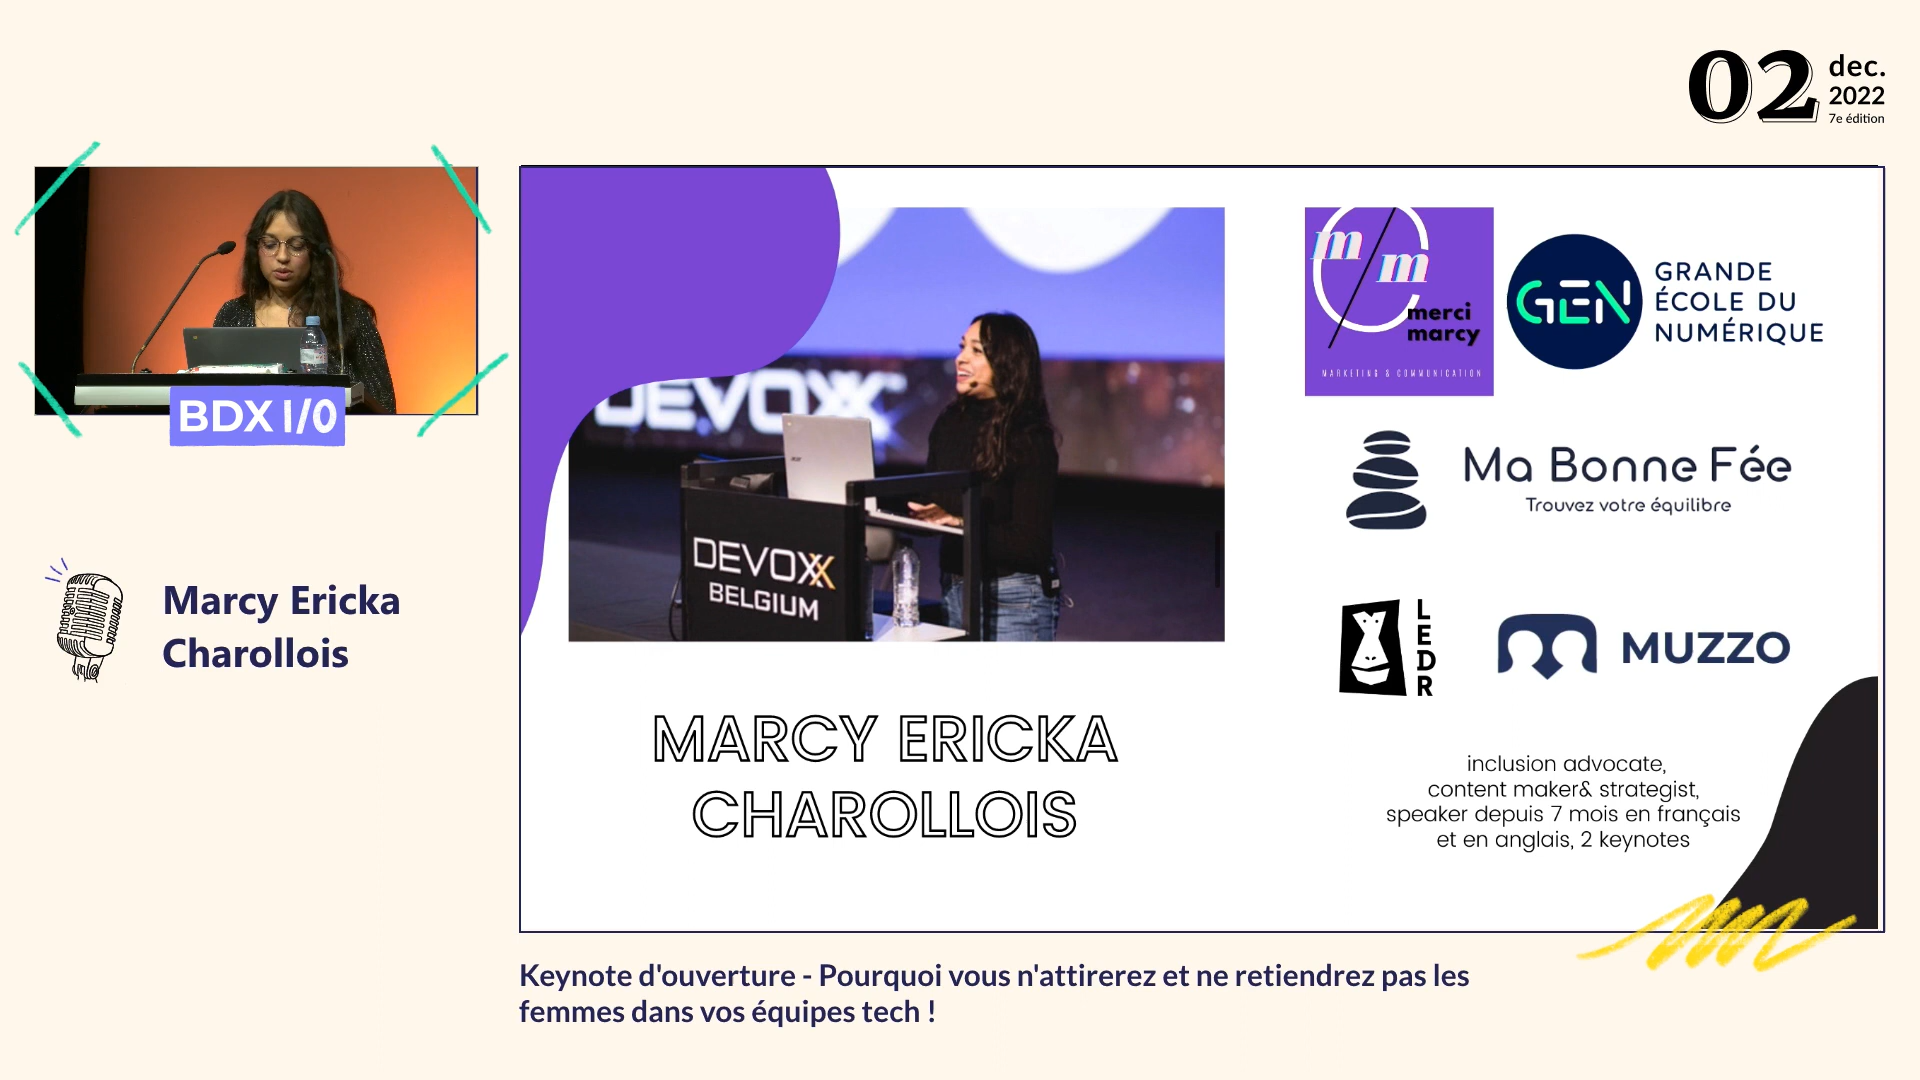 02
dec.
2022
7e édition
BDX I/O
Marcy Ericka
Charollois
DEVOXX
acer
DEVOXX
BELGIUM
MARCY ERICKA
CHAROLLOIS
m
m
merci
marcy
MARKETING & COMMUNICATION
GEN
GRANDE
ÉCOLE DU
NUMÉRIQUE
Ma Bonne Fée
Trouvez votre équilibre
LEDR
MUZZO
inclusion advocate,
content maker& strategist,
speaker depuis 7 mois en français
et en anglais, 2 keynotes
Keynote d'ouverture - Pourquoi vous n'attirerez et ne retiendrez pas les
femmes dans vos équipes tech !